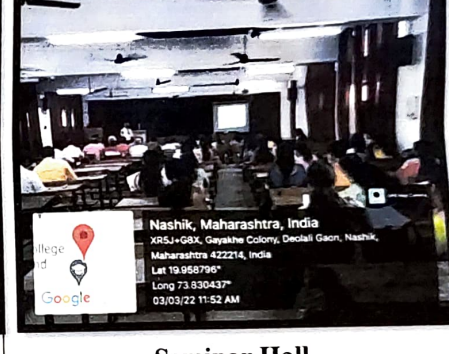 Nashik, Maharashtra, India
XR5J+G8X, Gayakhe Colony, Deolali Gaon, Nashik,
Maharashtra 422214, India
Lat 19.958796°
Long 73.830437°
03/03/22 11:52 AM
ollege
Google
Seminar Hall